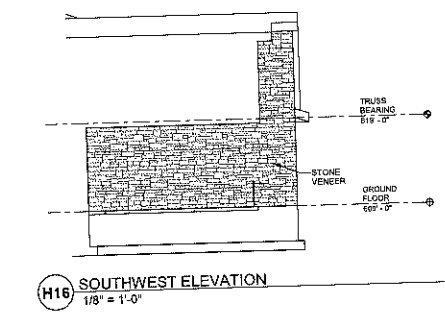 TRUSS
BEARING
619' - 0"
STONE
VENEER
GROUND
FLOOR
609' - 0"
H16
SOUTHWEST ELEVATION
1/8" = 1'-0"